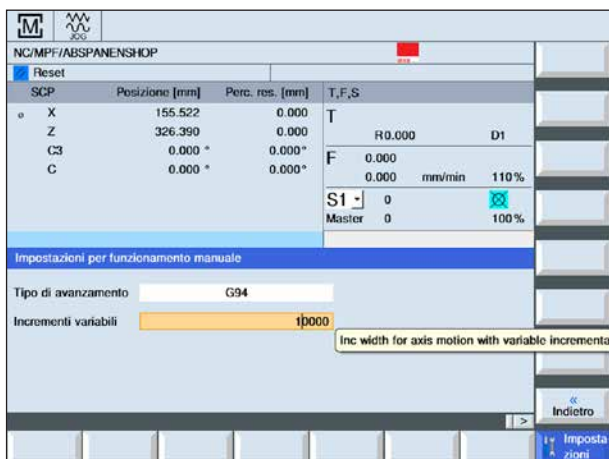 M JOG
NC/MPF/ABSPANENSHOP
Reset
SCP Posizione [mm] Perc. res. [mm] T,F,S
X 155.522 0.000 T
Z 326.390 0.000 R0.000 D1
C3 0.000 ° 0.000°
C 0.000 ° 0.000°
F 0.000
0.000 mm/min 110%
S1 0
Master 0 100%
Impostazioni per funzionamento manuale
Tipo di avanzamento G94
Incrementi variabili 10000
Inc width for axis motion with variable incrementa
«
Indietro
>
Imposta
zioni